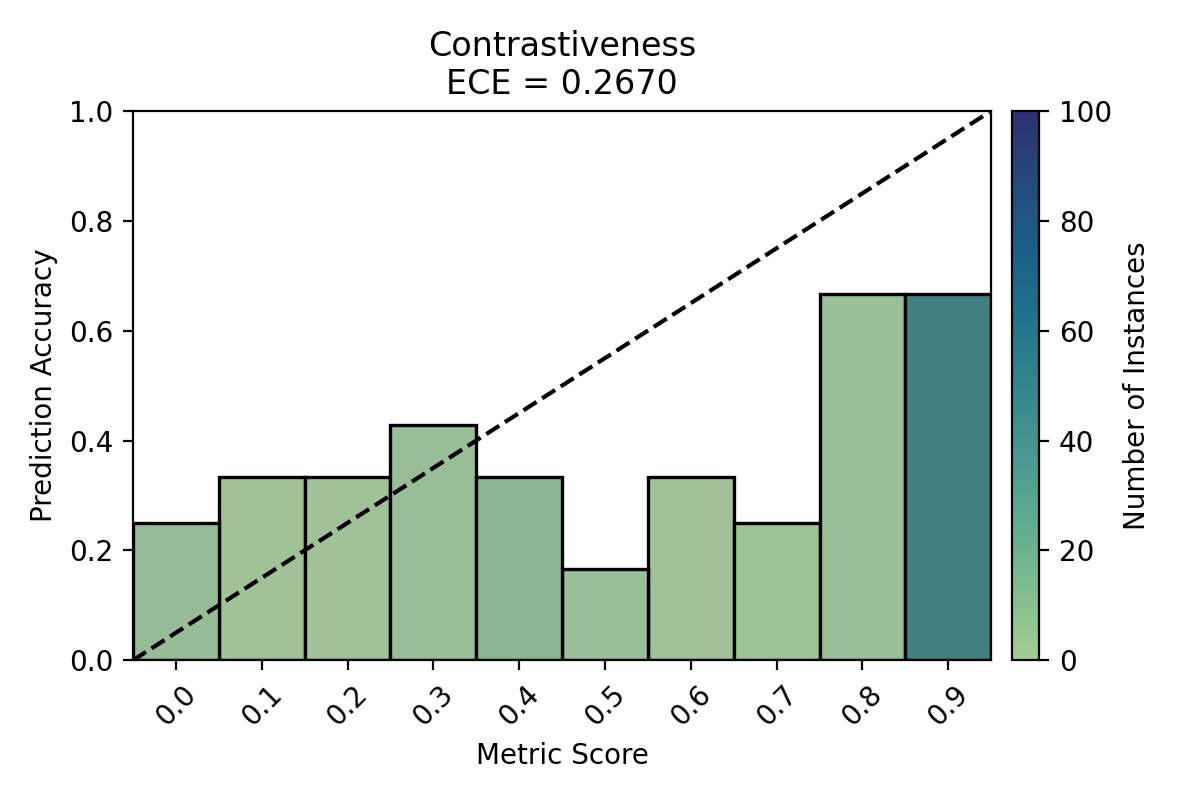 Contrastiveness
ECE = 0.2670
1.0
0.8
0.6
0.4
0.2
0.0
Prediction Accuracy
0.0 0.1 0.2 0.3 0.4 0.5 0.6 0.7 0.8 0.9
Metric Score
100
80
60
40
20
0
Number of Instances